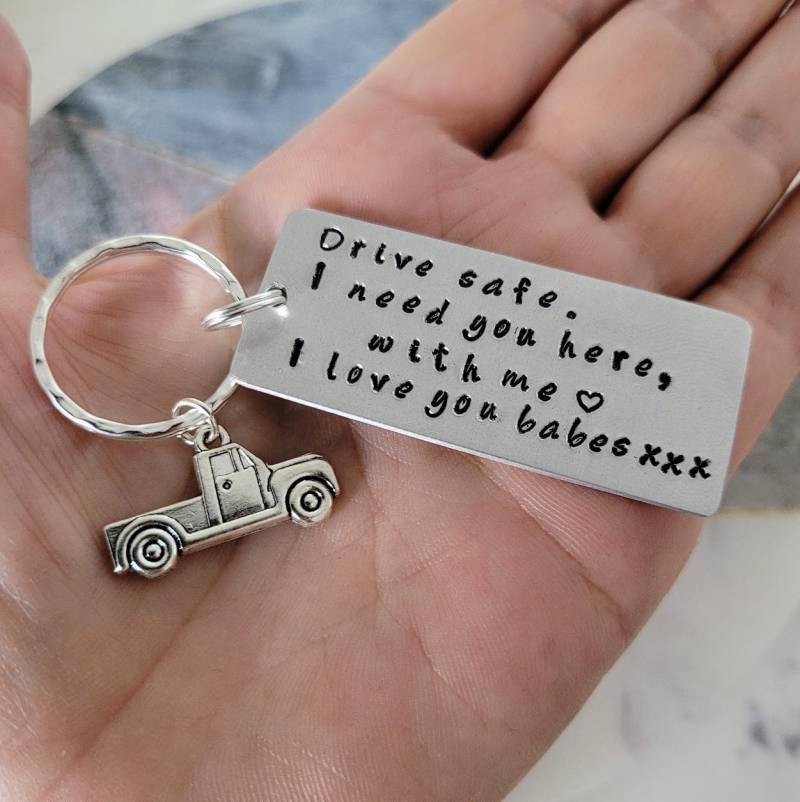 Drive safe.
I need you here,
with me ♡
I love you babes xxx